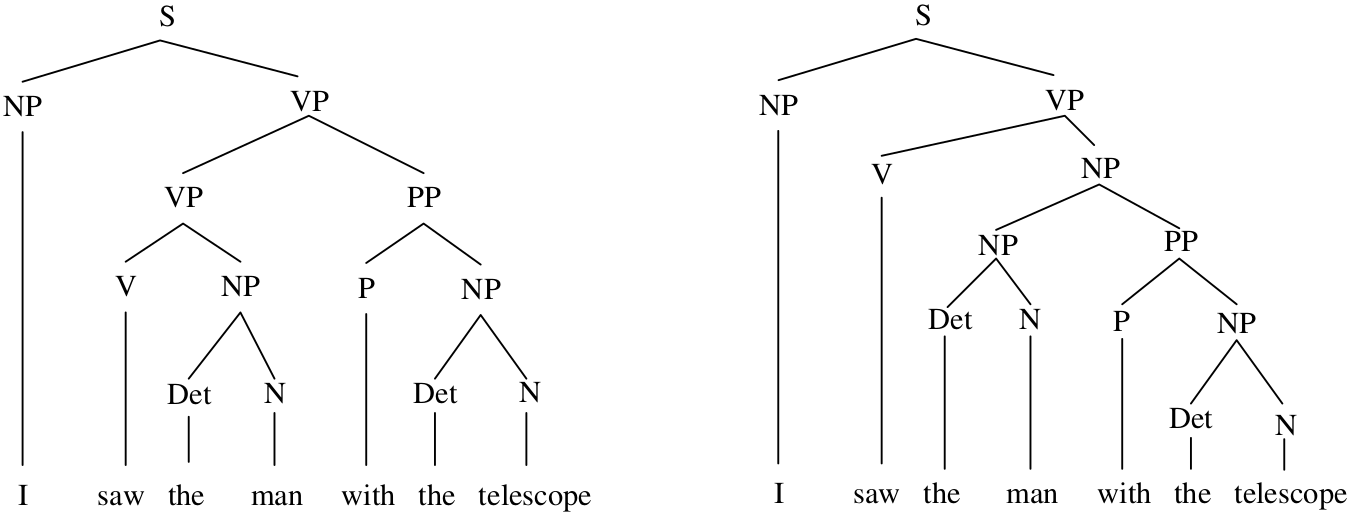 S
NP VP
VP PP
V NP P NP
Det N Det N
I saw the man with the telescope
S
NP VP
V NP
NP PP
Det N P NP
Det N
I saw the man with the telescope